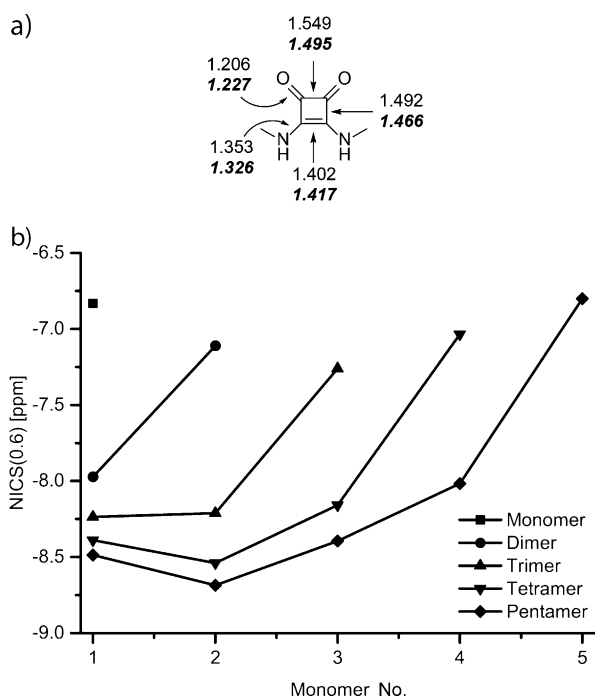 a)
1.549
1.495
1.206
1.227
O O
1.492
1.466
1.353
1.326
N N
H H
1.402
1.417
b)
-6.5
-7.0
-7.5
-8.0
-8.5
-9.0
NICS(0.6) [ppm]
Monomer
Dimer
Trimer
Tetramer
Pentamer
1 2 3 4 5
Monomer No.